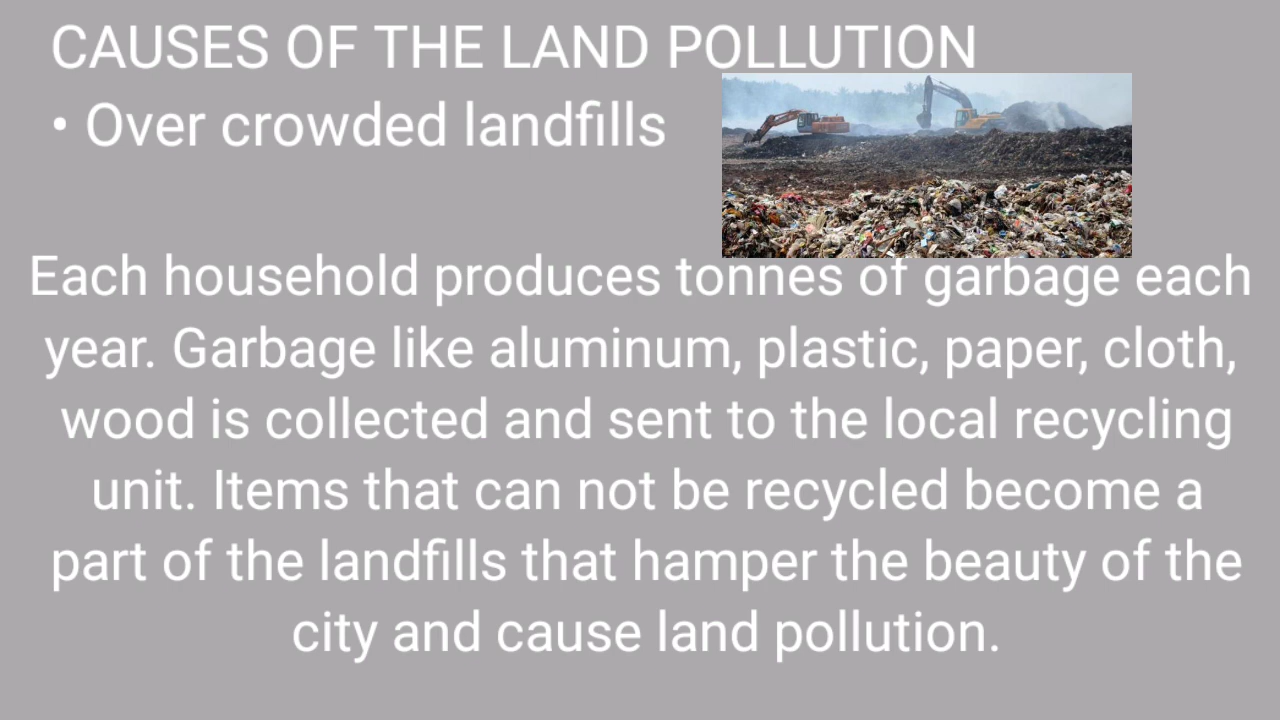 CAUSES OF THE LAND POLLUTION
• Over crowded landfills
Each household produces tonnes of garbage each
year. Garbage like aluminum, plastic, paper, cloth,
wood is collected and sent to the local recycling
unit. Items that can not be recycled become a
part of the landfills that hamper the beauty of the
city and cause land pollution.